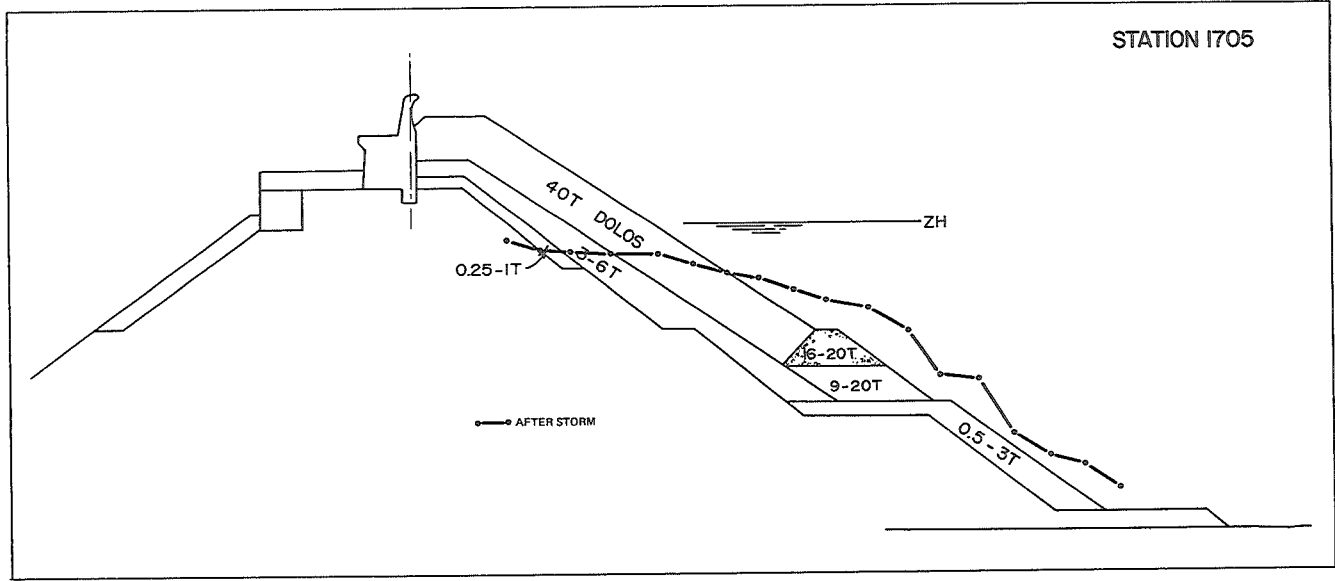 STATION 1705
40T DOLOS
ZH
0.25-1T
3-6T
16-20T
9-20T
AFTER STORM
0.5-3T